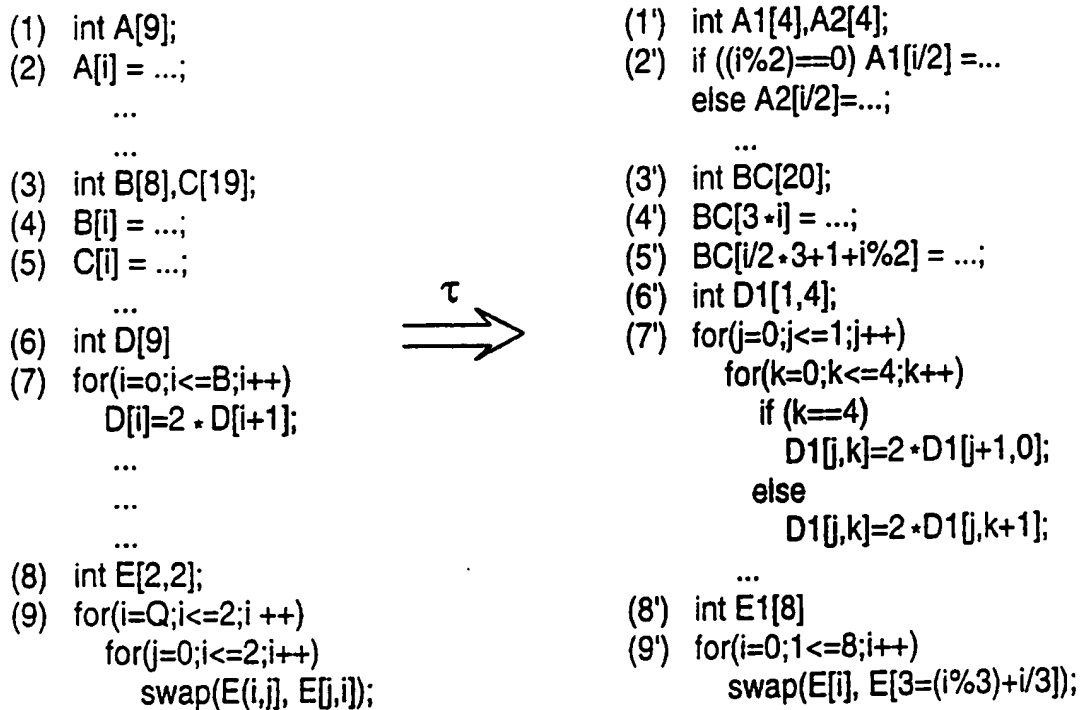 (1) int A[9];
(2) A[i] = ...;
...
...
(3) int B[8],C[19];
(4) B[i] = ...;
(5) C[i] = ...;
...
(6) int D[9]
(7) for(i=o;i<=B;i++)
D[i]=2 * D[i+1];
...
...
...
(8) int E[2,2];
(9) for(i=Q;i<=2;i ++)
for(j=0;i<=2;i++)
swap(E(i,j], E[j,i]);
τ
(1') int A1[4],A2[4];
(2') if ((i%2)==0) A1[i/2] =...
else A2[i/2]=...;
...
(3') int BC[20];
(4') BC[3*i] = ...;
(5') BC[i/2*3+1+i%2] = ...;
(6') int D1[1,4];
(7') for(j=0;j<=1;j++)
for(k=0;k<=4;k++)
if (k==4)
D1[j,k]=2*D1[j+1,0];
else
D1[j,k]=2*D1[j,k+1];
...
(8') int E1[8]
(9') for(i=0;1<=8;i++)
swap(E[i], E[3=(i%3)+i/3]);